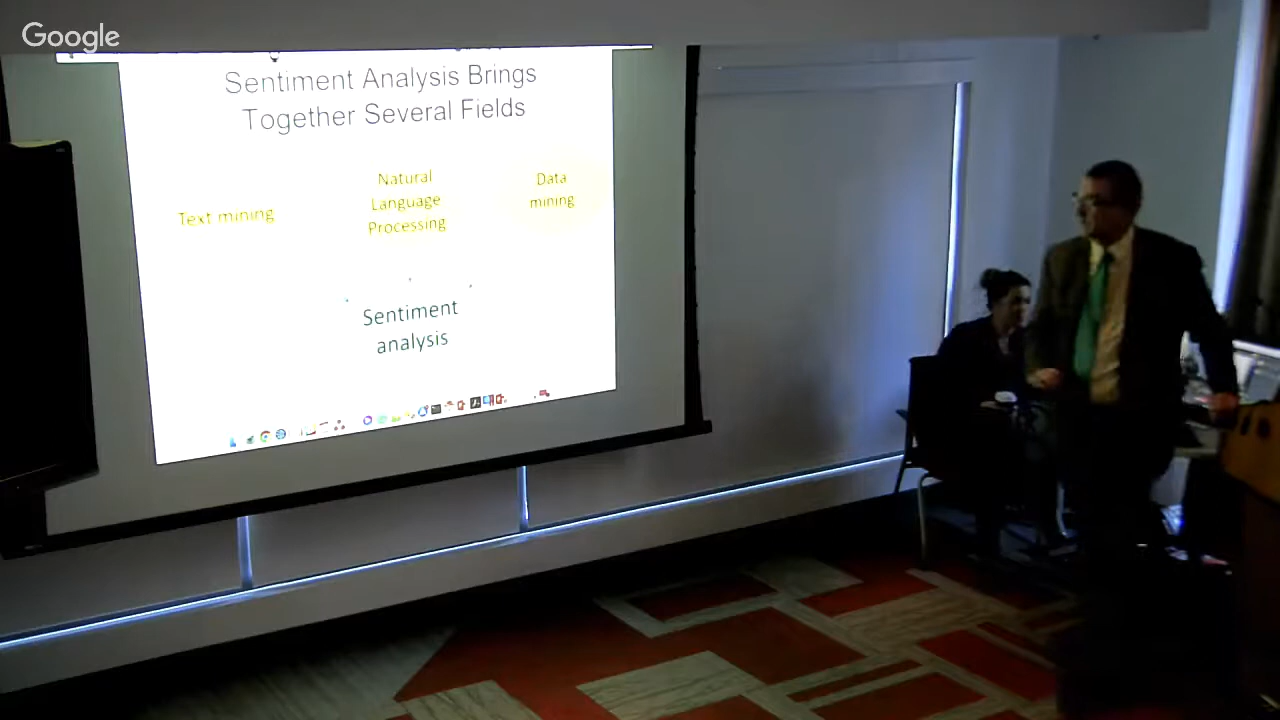 Google
Sentiment Analysis Brings
Together Several Fields
Text mining
Natural
Language
Processing
Data
mining
Sentiment
analysis